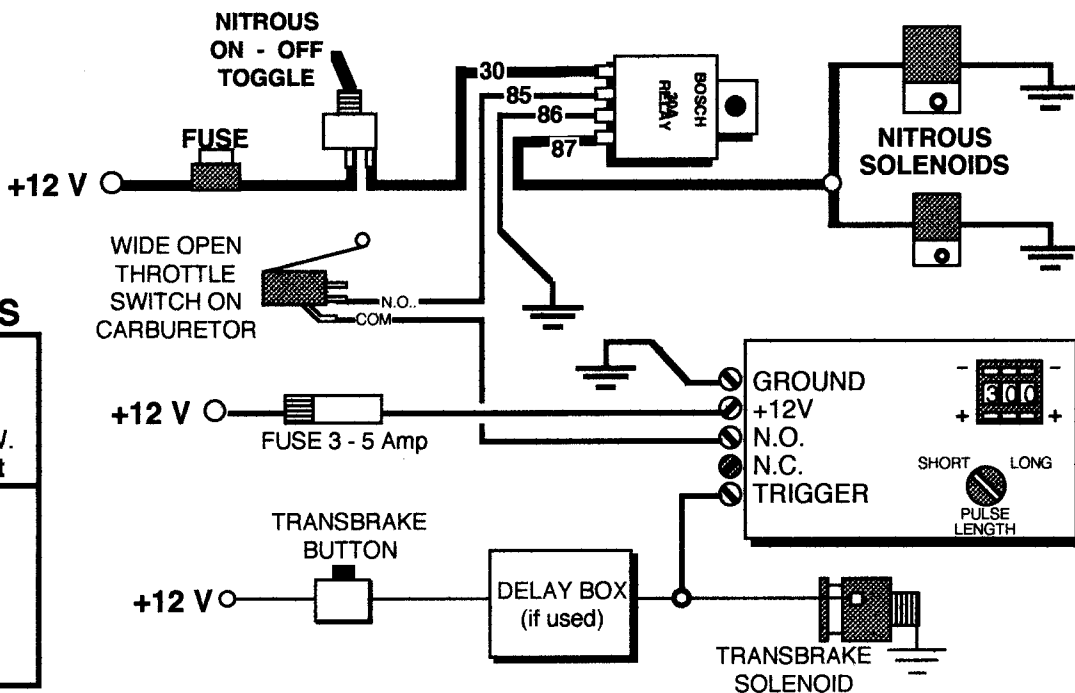 NITROUS
ON - OFF
TOGGLE
FUSE
+12 V
30
85
86
87
BOSCH
30A
RELAY
NITROUS
SOLENOIDS
WIDE OPEN
THROTTLE
SWITCH ON
CARBURETOR
N.O..
COM
S
W.
t
+12 V
FUSE 3 - 5 Amp
GROUND
+12V
N.O.
N.C.
TRIGGER
- -
300
+ +
SHORT LONG
PULSE
LENGTH
TRANSBRAKE
BUTTON
+12 V
DELAY BOX
(if used)
TRANSBRAKE
SOLENOID